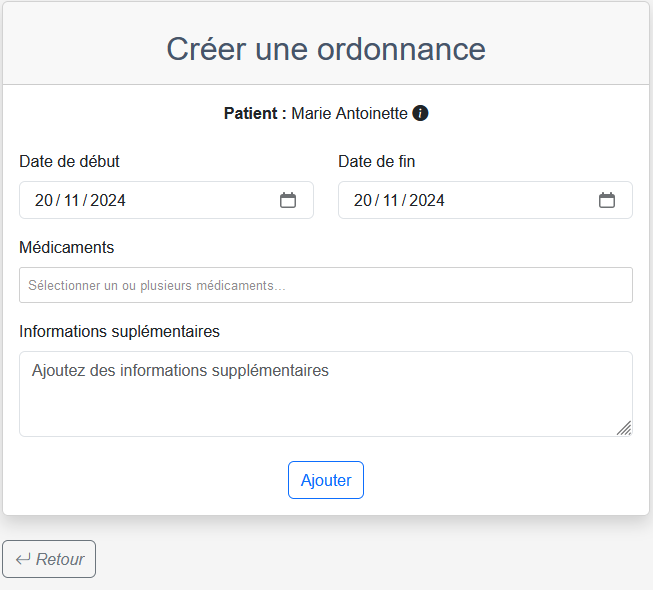 Créer une ordonnance
Patient : Marie Antoinette
Date de début Date de fin
20/11/2024 20/11/2024
Médicaments
Sélectionner un ou plusieurs médicaments...
Informations suplémentaires
Ajoutez des informations supplémentaires
Ajouter
Retour